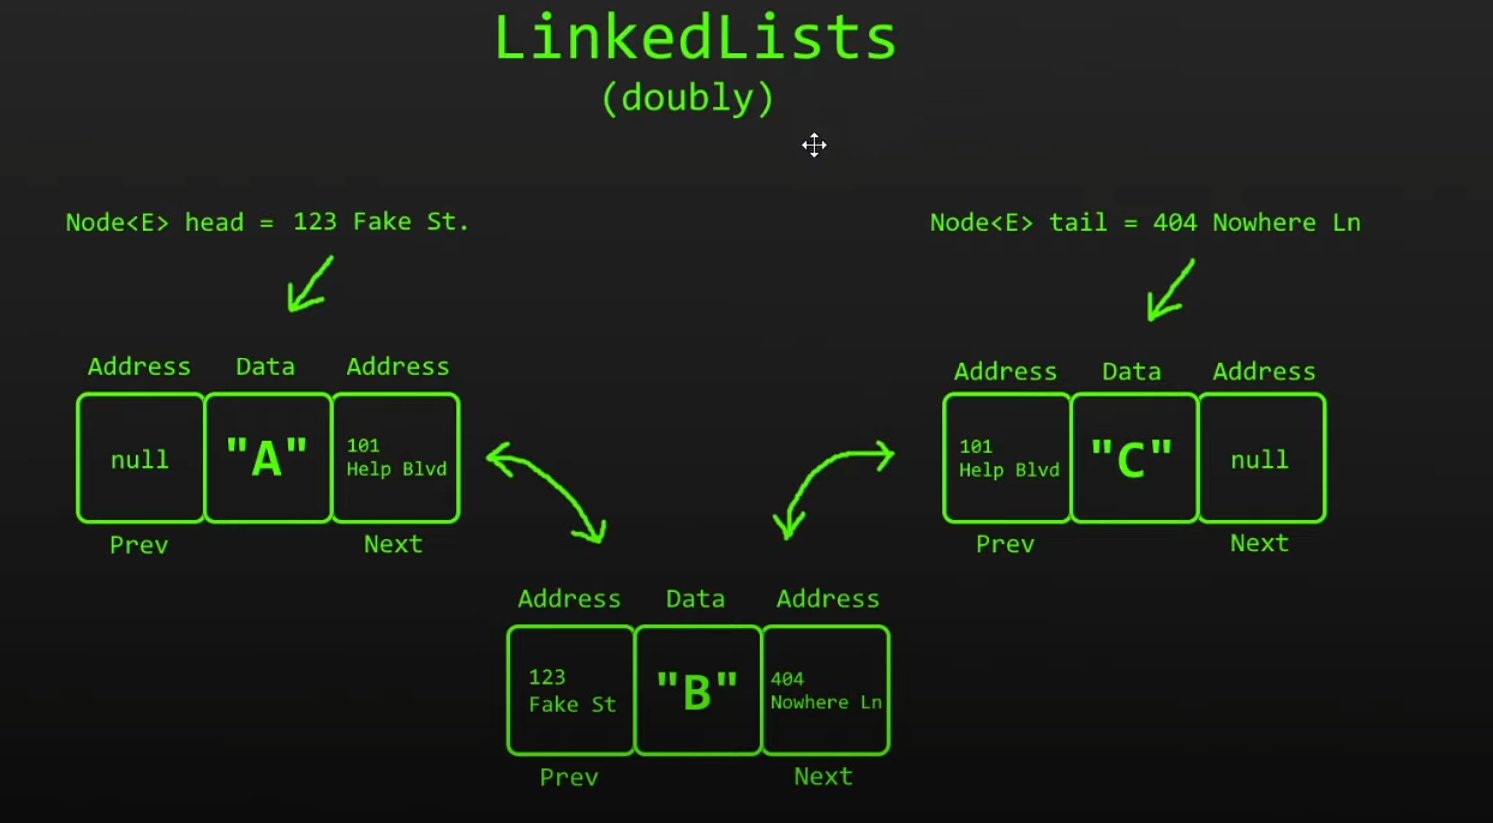 LinkedLists
(doubly)
Node<E> head = 123 Fake St.
Node<E> tail = 404 Nowhere Ln
Address Data Address
null "A" 101
Help Blvd
Prev Next
Address Data Address
101
Help Blvd "C" null
Prev Next
Address Data Address
123
Fake St "B" 404
Nowhere Ln
Prev Next